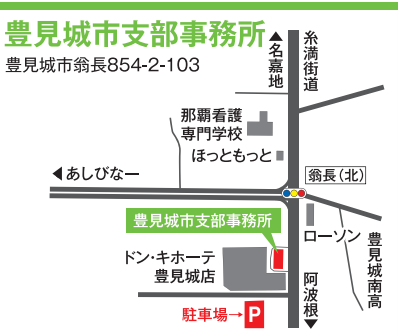 豊見城市支部事務所
豊見城市翁長854-2-103
▲名嘉地
糸満街道
那覇看護
専門学校
ほっともっと
◀あしびなー
翁長(北)
豊見城市支部事務所
ローソン
ドン・キホーテ
豊見城店
豊見城南高
阿波根▼
駐車場→P